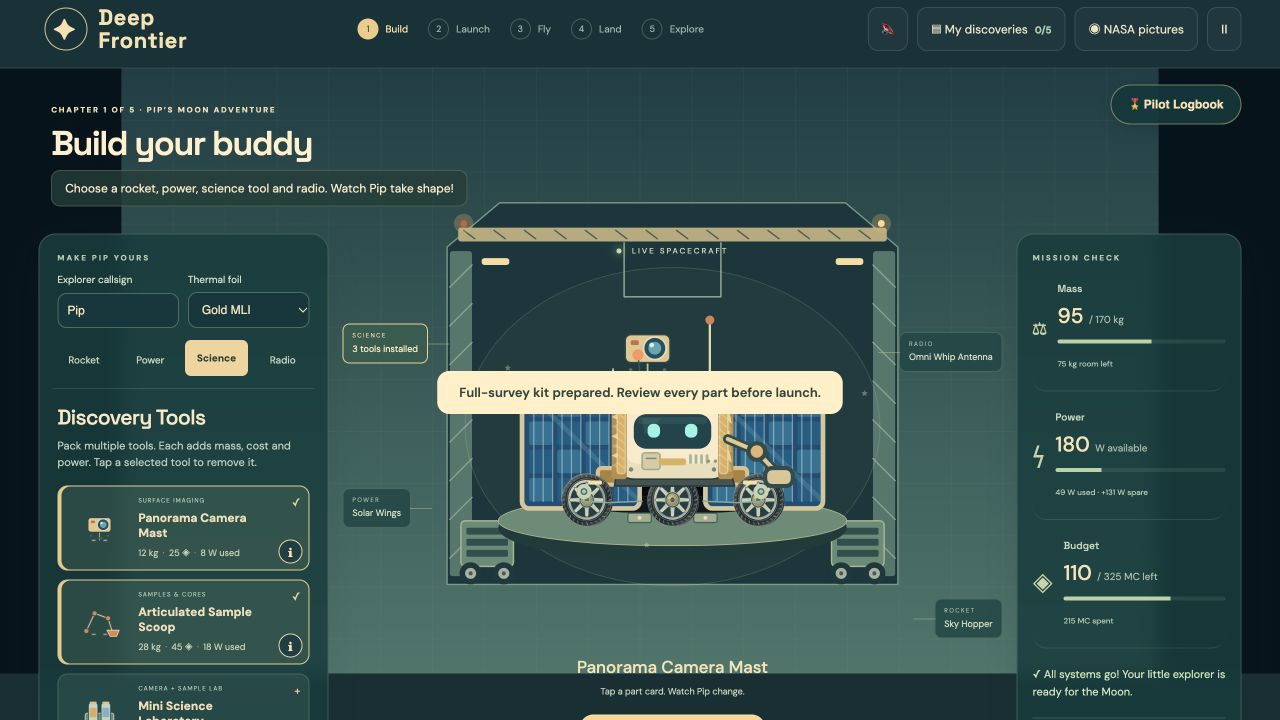 Deep
Frontier
1 Build
2 Launch
3 Fly
4 Land
5 Explore
My discoveries 0/5
NASA pictures
CHAPTER 1 OF 5 · PIP'S MOON ADVENTURE
Pilot Logbook
Build your buddy
Choose a rocket, power, science tool and radio. Watch Pip take shape!
MAKE PIP YOURS
Explorer callsign
Thermal foil
Pip
Gold MLI
Rocket
Power
Science
Radio
Discovery Tools
Pack multiple tools. Each adds mass, cost and
power. Tap a selected tool to remove it.
SURFACE IMAGING
Panorama Camera
Mast
12 kg · 25 ◈ · 8 W used
SAMPLES & CORES
Articulated Sample
Scoop
28 kg · 45 ◈ · 18 W used
CAMERA + SAMPLE LAB
Mini Science
Laboratory
LIVE SPACECRAFT
SCIENCE
3 tools installed
RADIO
Omni Whip Antenna
Full-survey kit prepared. Review every part before launch.
POWER
Solar Wings
ROCKET
Sky Hopper
Panorama Camera Mast
Tap a part card. Watch Pip change.
MISSION CHECK
Mass
95 / 170 kg
75 kg room left
Power
180 W available
49 W used · +131 W spare
Budget
110 / 325 MC left
215 MC spent
✓ All systems go! Your little explorer is
ready for the Moon.